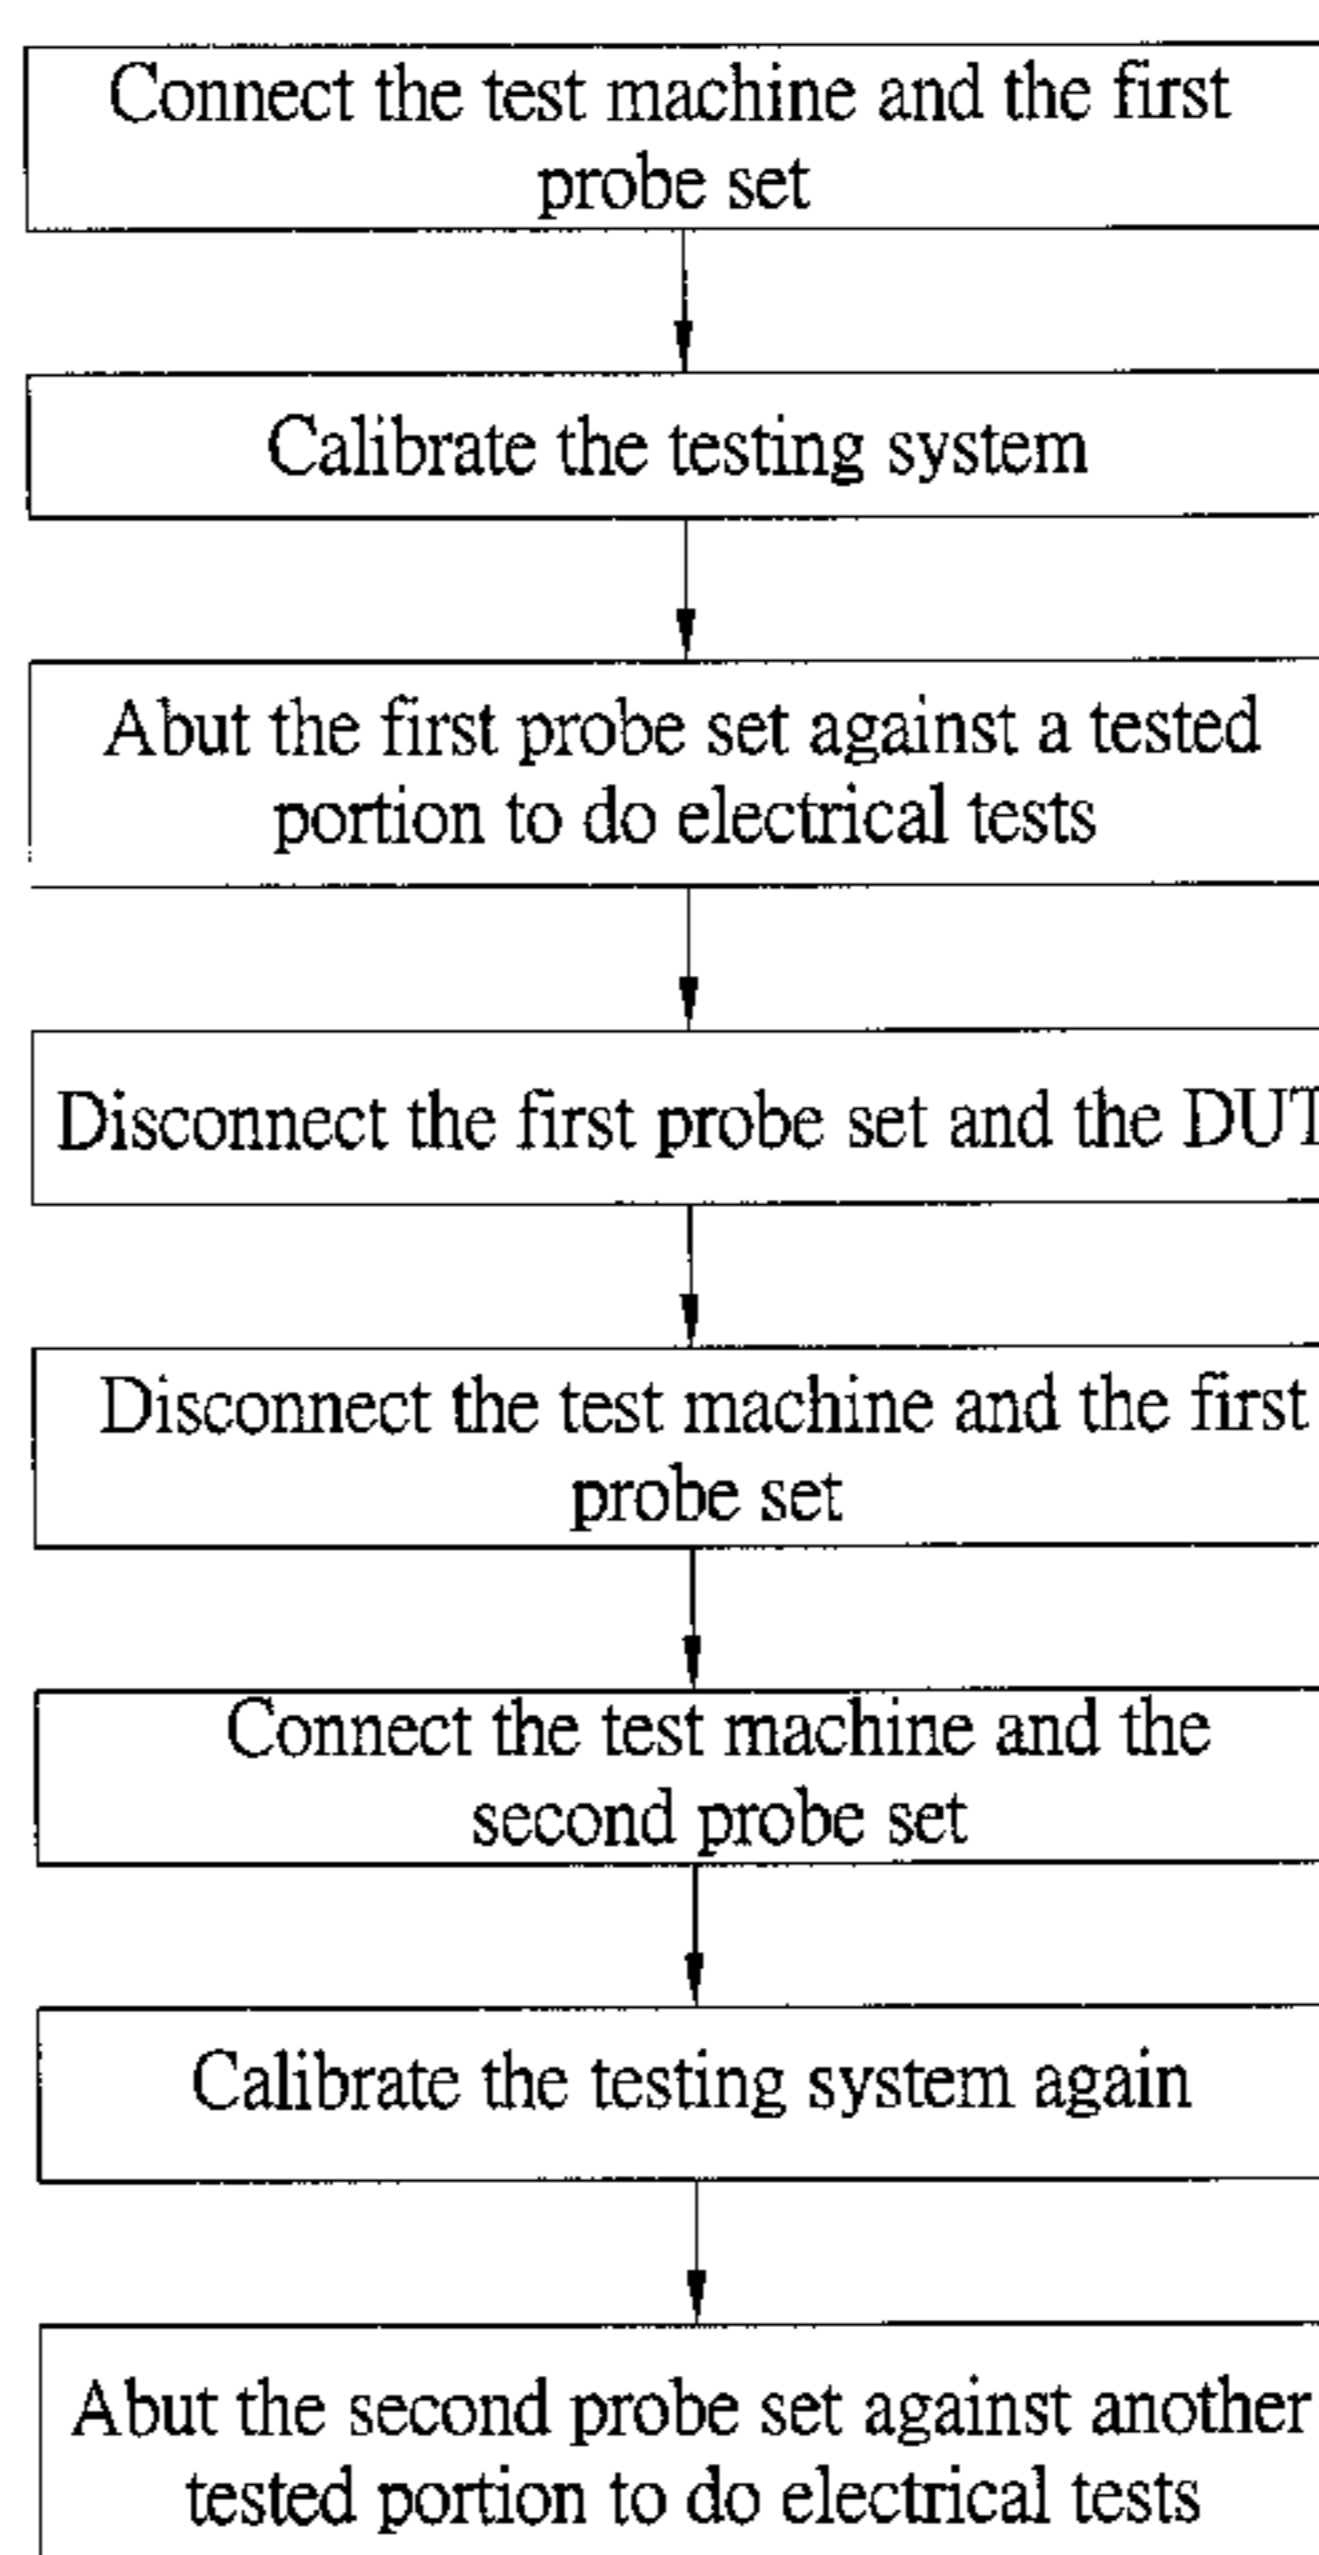 Connect the test machine and the first
probe set
Calibrate the testing system
Abut the first probe set against a tested
portion to do electrical tests
Disconnect the first probe set and the DUT
Disconnect the test machine and the first
probe set
Connect the test machine and the
second probe set
Calibrate the testing system again
Abut the second probe set against another
tested portion to do electrical tests